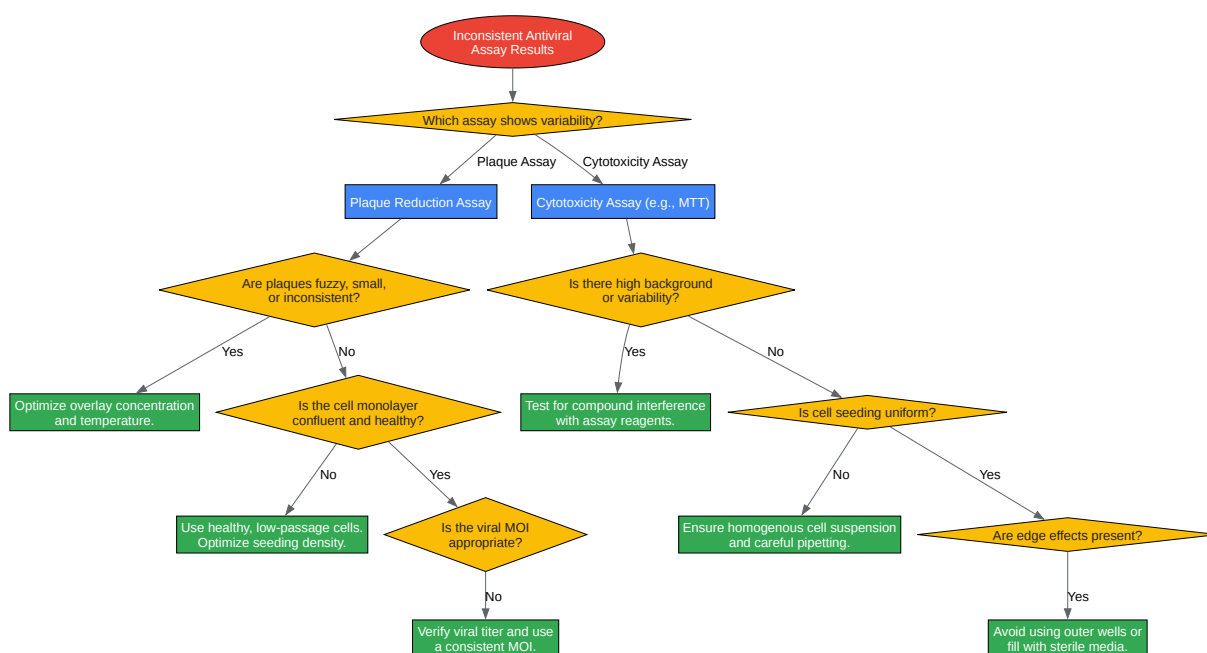 Inconsistent Antiviral
Assay Results
Which assay shows variability?
Plaque Assay
Cytotoxicity Assay
Plaque Reduction Assay
Cytotoxicity Assay (e.g., MTT)
Are plaques fuzzy, small,
or inconsistent?
Is there high background
or variability?
Yes
No
Yes
No
Optimize overlay concentration
and temperature.
Is the cell monolayer
confluent and healthy?
Test for compound interference
with assay reagents.
Is cell seeding uniform?
No
Yes
No
Yes
Use healthy, low-passage cells.
Optimize seeding density.
Is the viral MOI
appropriate?
Ensure homogenous cell suspension
and careful pipetting.
Are edge effects present?
No
Yes
Verify viral titer and use
a consistent MOI.
Avoid using outer wells or
fill with sterile media.